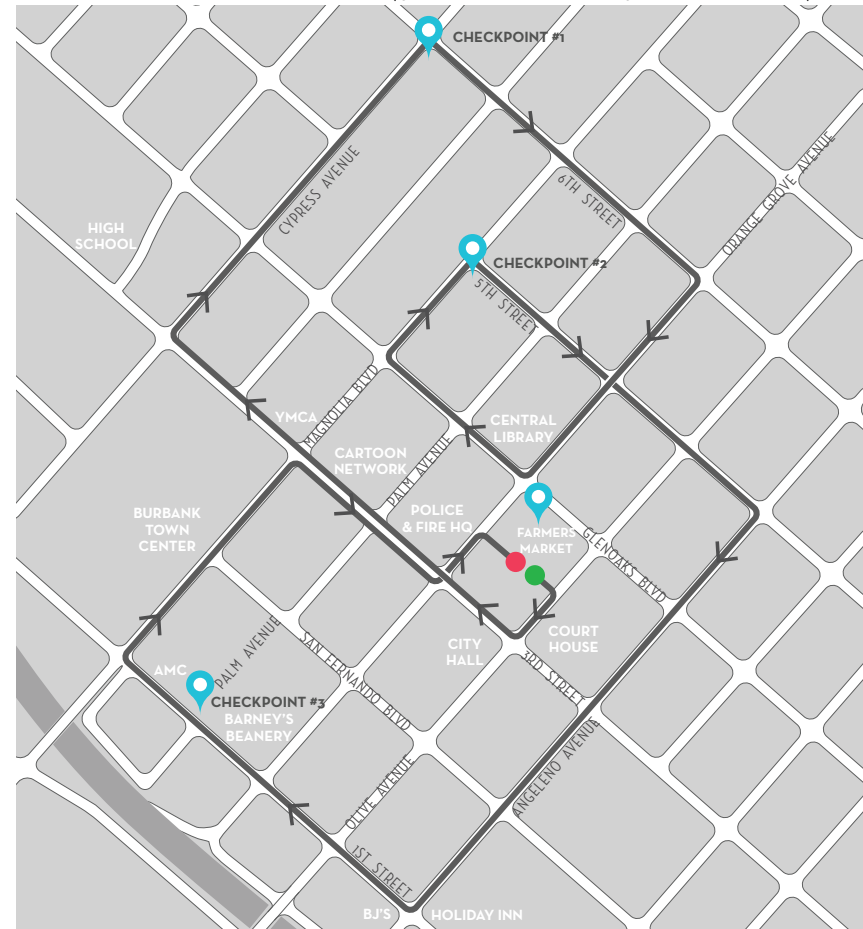 CHECKPOINT #1
CYPRESS AVENUE
6TH STREET
ORANGE GROVE AVENUE
HIGH
SCHOOL
CHECKPOINT #2
5TH STREET
YMCA
MAGNOLIA BLVD
CENTRAL
LIBRARY
CARTOON
NETWORK
PALM AVENUE
BURBANK
TOWN
CENTER
POLICE
& FIRE HQ
FARMERS
MARKET
GLENOAKS BLVD
CITY
HALL
COURT
HOUSE
3RD STREET
AMC
PALM AVENUE
SAN FERNANDO BLVD
CHECKPOINT #3
BARNEY'S
BEANERY
OLIVE AVENUE
ANGELENO AVENUE
1ST STREET
BJ'S
HOLIDAY INN